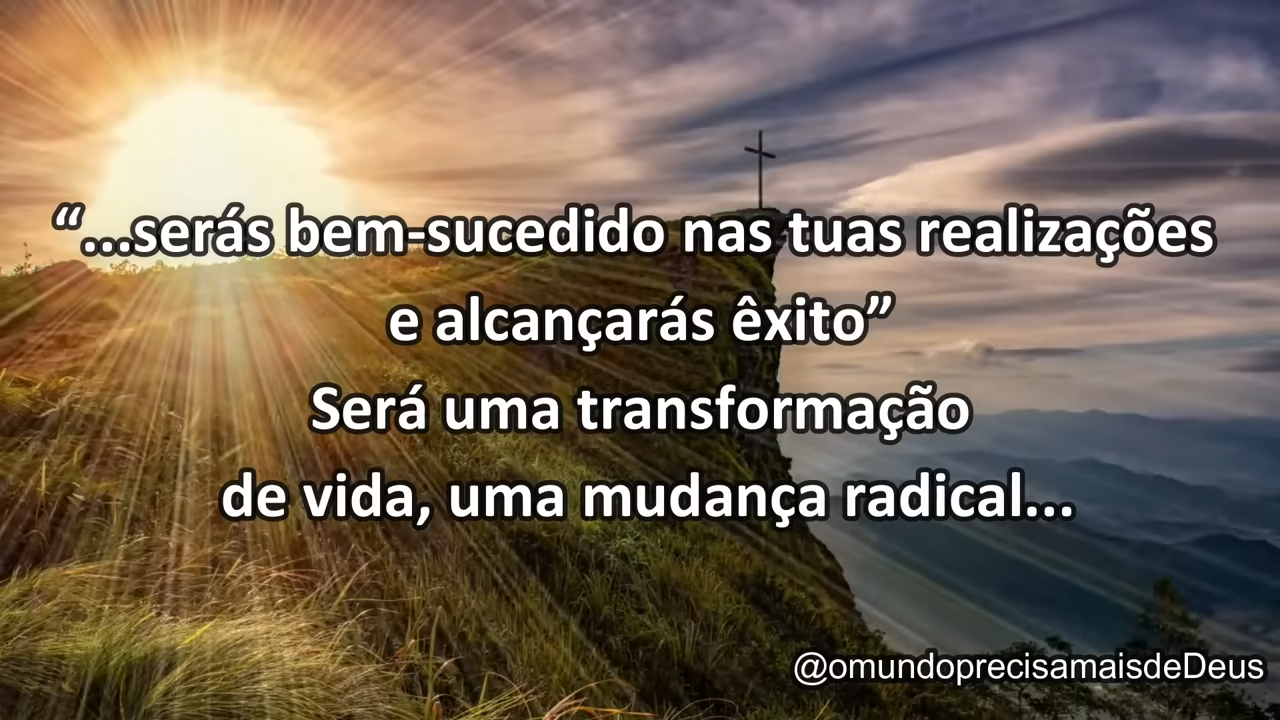 “...serás bem-sucedido nas tuas realizações
e alcançarás êxito”
Será uma transformação
de vida, uma mudança radical...
@omundoprecisamaisdeDeus